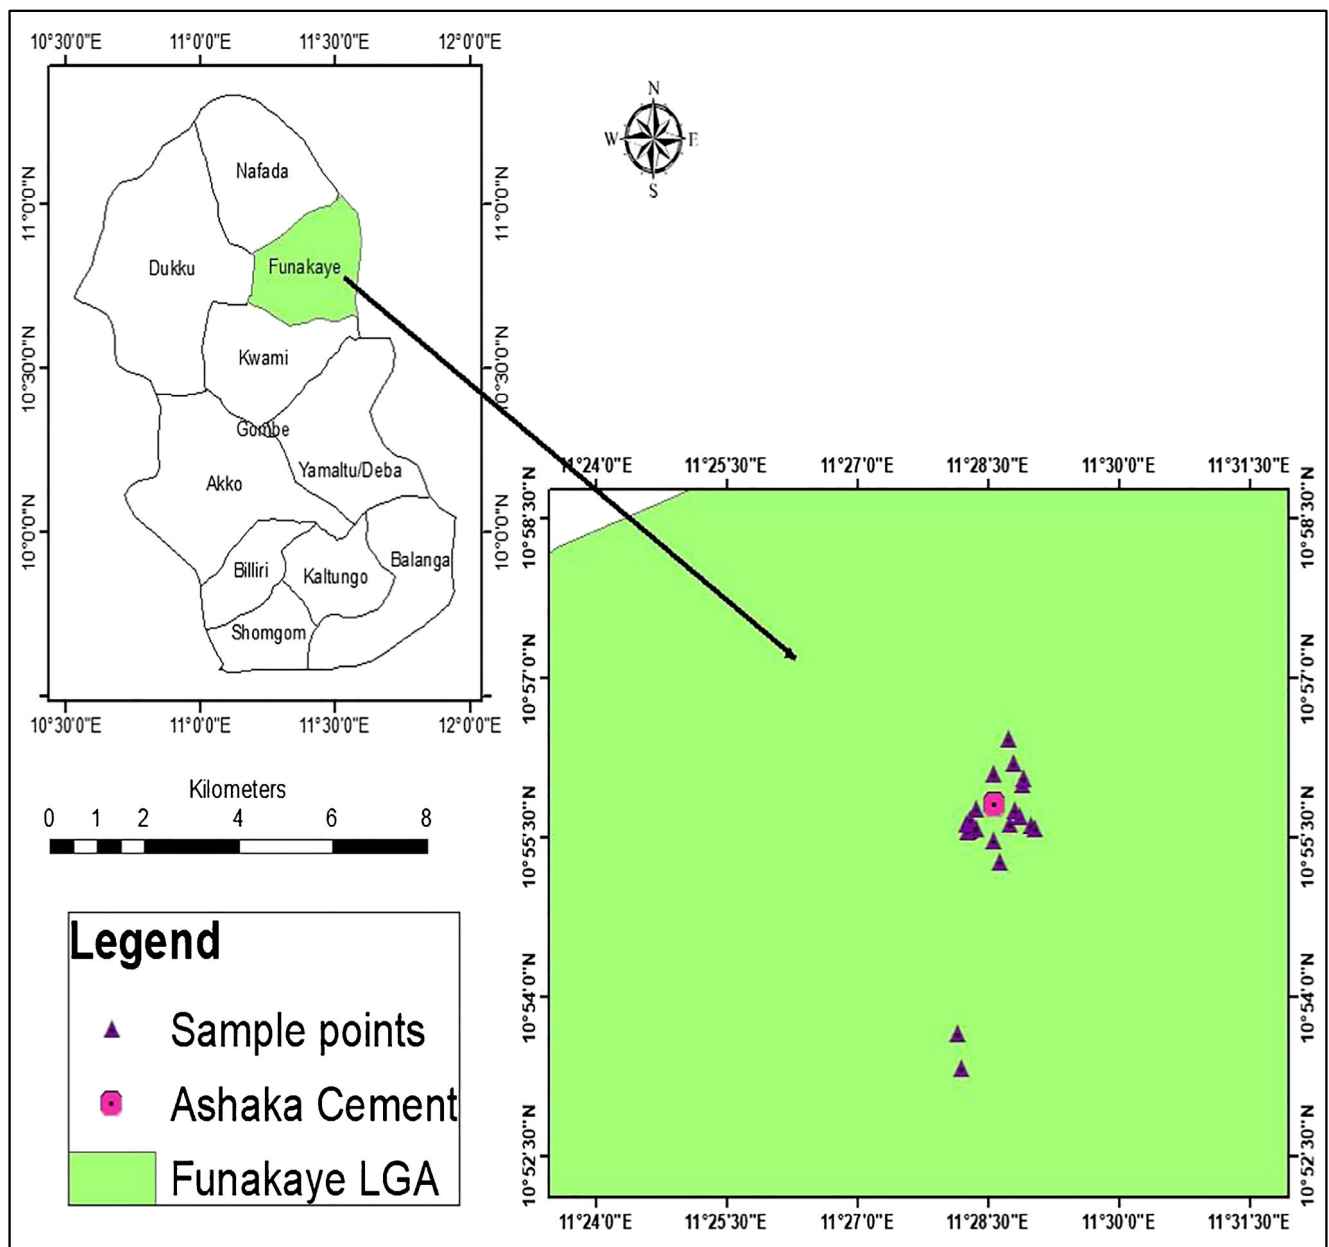 10°30'0"E 11°0'0"E 11°30'0"E 12°0'0"E
11°0'0"N
10°30'0"N
10°0'0"N
Nafada
Dukku
Funakaye
Kwami
Gombe
Akko
Yamaltu/Deba
Billiri
Kaltungo
Balanga
Shomgom
11°0'0"N
10°30'0"N
10°0'0"N
10°30'0"E 11°0'0"E 11°30'0"E 12°0'0"E
N
W E
S
Kilometers
0 1 2 4 6 8
Legend
Sample points
Ashaka Cement
Funakaye LGA
11°24'0"E 11°25'30"E 11°27'0"E 11°28'30"E 11°30'0"E 11°31'30"E
10°58'30"N
10°57'0"N
10°55'30"N
10°54'0"N
10°52'30"N
10°58'30"N
10°57'0"N
10°55'30"N
10°54'0"N
10°52'30"N
11°24'0"E 11°25'30"E 11°27'0"E 11°28'30"E 11°30'0"E 11°31'30"E